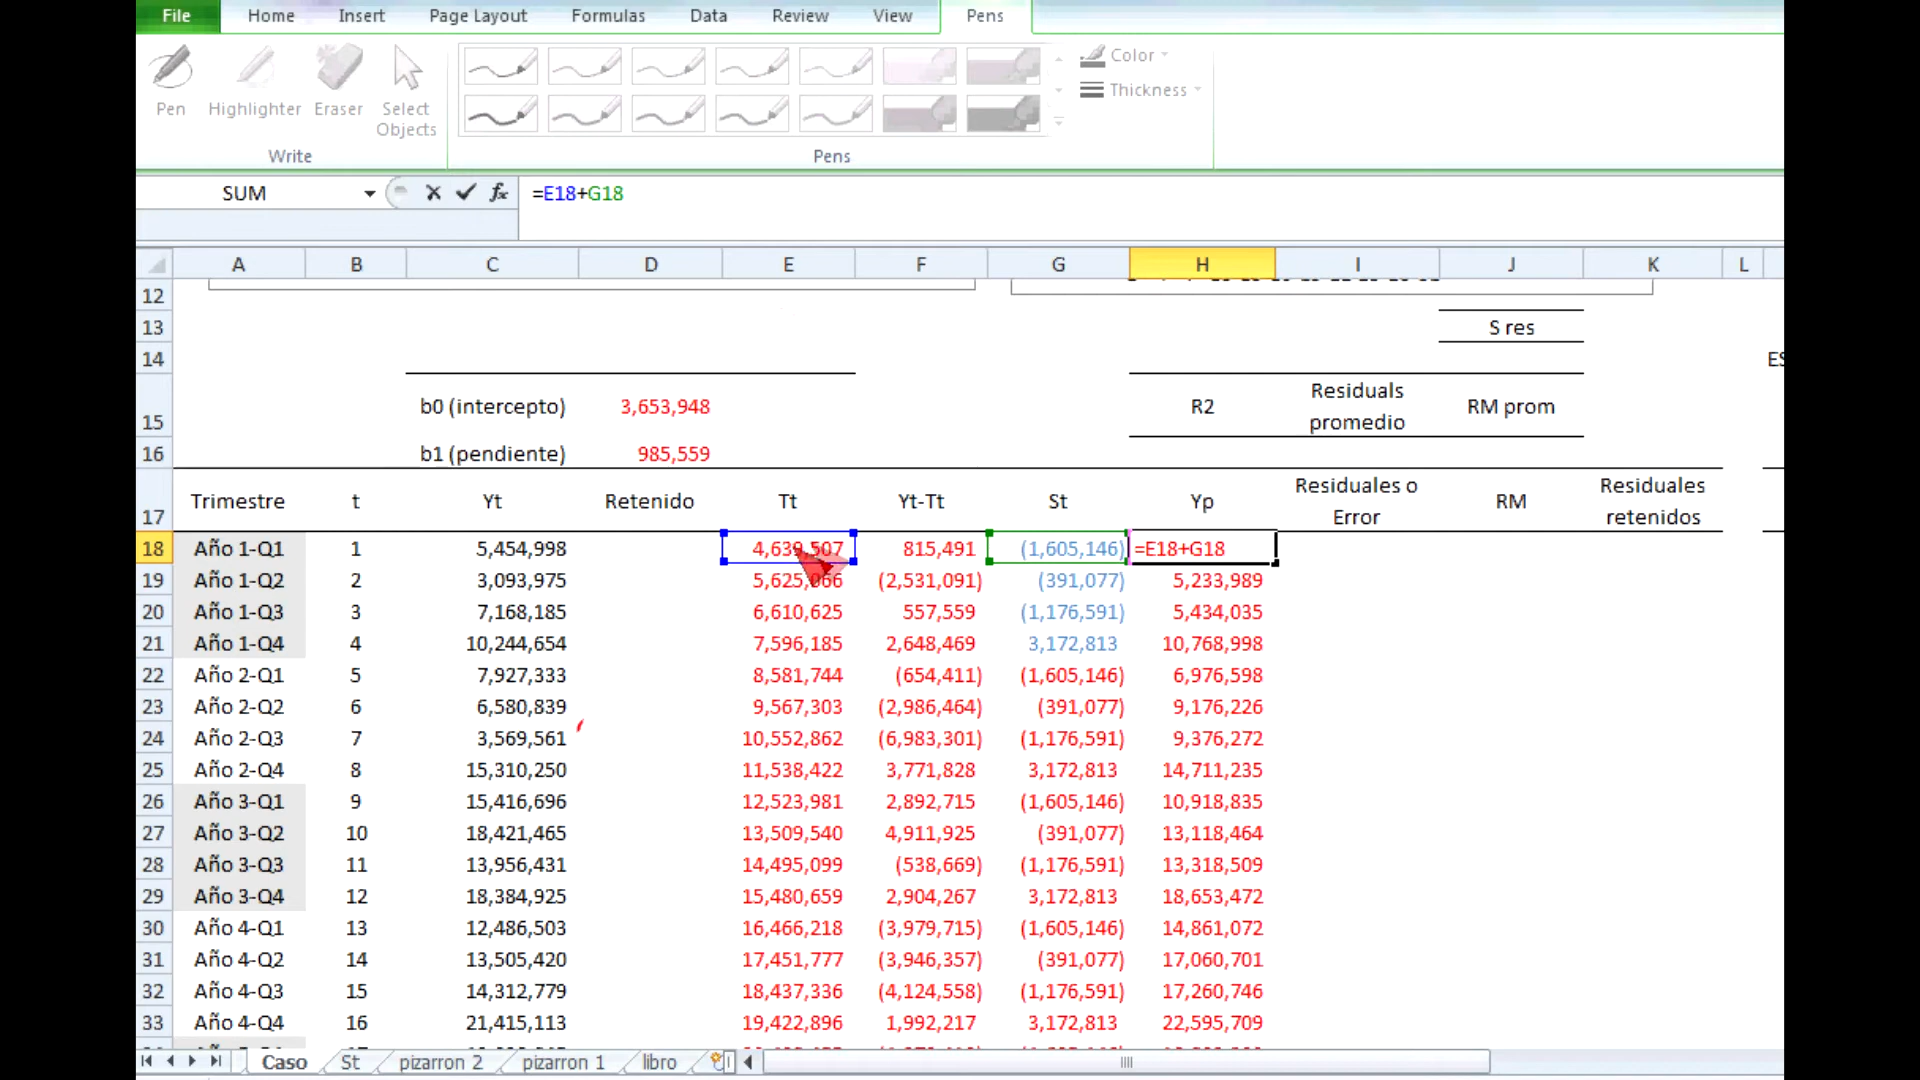 File Home Insert Page Layout Formulas Data Review View Pens
Pen Highlighter Eraser Select Objects Color Thickness
Write Pens
SUM fx =E18+G18
A B C D E F G H I J K L
12
13 S res
14
15 b0 (intercepto) 3,653,948 R2 Residuals promedio RM prom
16 b1 (pendiente) 985,559
17 Trimestre t Yt Retenido Tt Yt-Tt St Yp Residuales o Error RM Residuales retenidos
18 Año 1-Q1 1 5,454,998 4,639,507 815,491 (1,605,146) =E18+G18
19 Año 1-Q2 2 3,093,975 5,625,066 (2,531,091) (391,077) 5,233,989
20 Año 1-Q3 3 7,168,185 6,610,625 557,559 (1,176,591) 5,434,035
21 Año 1-Q4 4 10,244,654 7,596,185 2,648,469 3,172,813 10,768,998
22 Año 2-Q1 5 7,927,333 8,581,744 (654,411) (1,605,146) 6,976,598
23 Año 2-Q2 6 6,580,839 9,567,303 (2,986,464) (391,077) 9,176,226
24 Año 2-Q3 7 3,569,561 10,552,862 (6,983,301) (1,176,591) 9,376,272
25 Año 2-Q4 8 15,310,250 11,538,422 3,771,828 3,172,813 14,711,235
26 Año 3-Q1 9 15,416,696 12,523,981 2,892,715 (1,605,146) 10,918,835
27 Año 3-Q2 10 18,421,465 13,509,540 4,911,925 (391,077) 13,118,464
28 Año 3-Q3 11 13,956,431 14,495,099 (538,669) (1,176,591) 13,318,509
29 Año 3-Q4 12 18,384,925 15,480,659 2,904,267 3,172,813 18,653,472
30 Año 4-Q1 13 12,486,503 16,466,218 (3,979,715) (1,605,146) 14,861,072
31 Año 4-Q2 14 13,505,420 17,451,777 (3,946,357) (391,077) 17,060,701
32 Año 4-Q3 15 14,312,779 18,437,336 (4,124,558) (1,176,591) 17,260,746
33 Año 4-Q4 16 21,415,113 19,422,896 1,992,217 3,172,813 22,595,709
Caso St pizarron 2 pizarron 1 libro